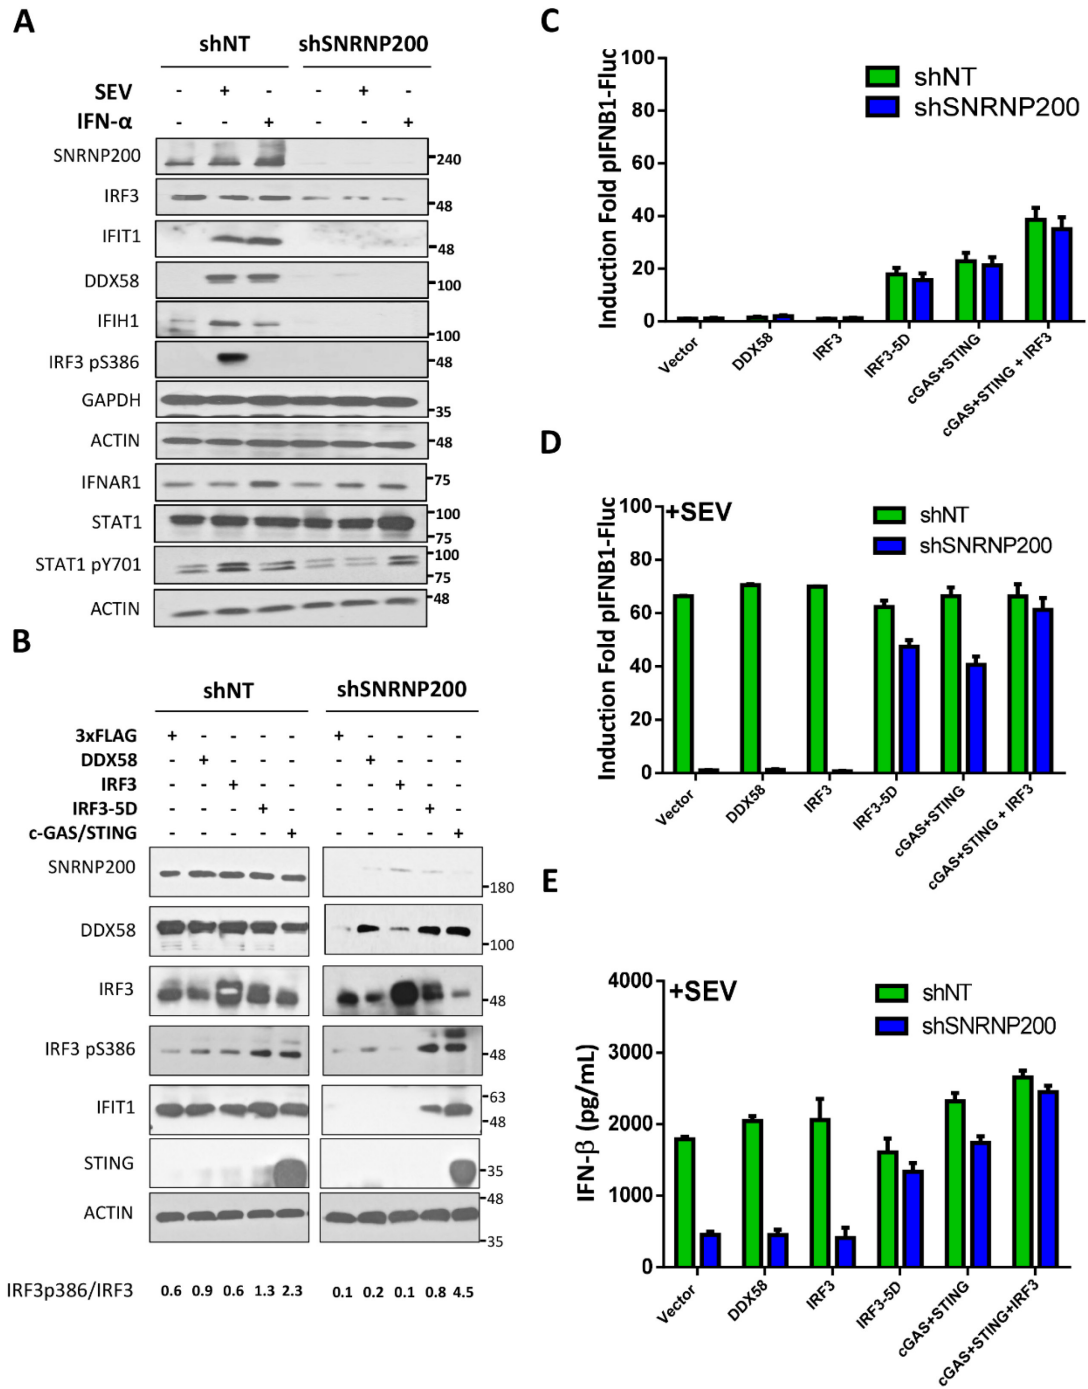 A
shNT shSNRNP200
SEV - + - - + -
IFN-α - - + - - +
SNRNP200 240
IRF3 48
IFIT1 48
DDX58 100
IFIH1 100
IRF3 pS386 48
GAPDH 35
ACTIN 48
IFNAR1 75
STAT1 100
75
STAT1 pY701 100
75
ACTIN 48
B
shNT shSNRNP200
3xFLAG + - - - - + - - - -
DDX58 - + - - - - + - - -
IRF3 - - + - - - - + - -
IRF3-5D - - - + - - - - + -
c-GAS/STING - - - - + - - - - +
SNRNP200 180
DDX58 100
IRF3 48
IRF3 pS386 48
IFIT1 63
48
STING 35
ACTIN 48
35
IRF3p386/IRF3 0.6 0.9 0.6 1.3 2.3 0.1 0.2 0.1 0.8 4.5
C
Induction Fold pIFNB1-Fluc
100
80
60
40
20
0
shNT
shSNRNP200
Vector
DDX58
IRF3
IRF3-5D
cGAS+STING
cGAS+STING + IRF3
D
Induction Fold pIFNB1-Fluc
100
80
60
40
20
0
+SEV
shNT
shSNRNP200
Vector
DDX58
IRF3
IRF3-5D
cGAS+STING
cGAS+STING + IRF3
E
IFN-β (pg/mL)
4000
3000
2000
1000
0
+SEV
shNT
shSNRNP200
Vector
DDX58
IRF3
IRF3-5D
cGAS+STING
cGAS+STING+IRF3